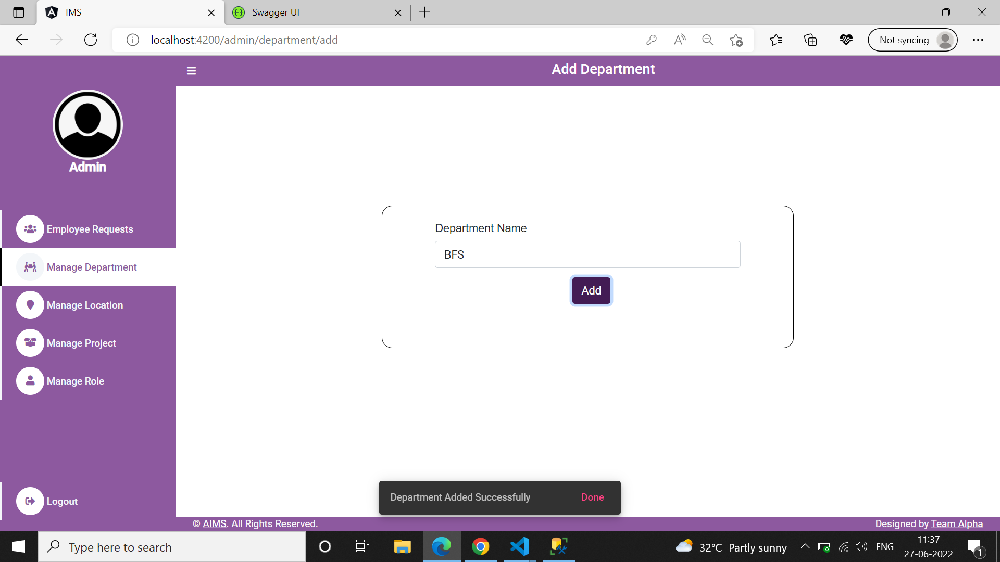 IMS
Swagger UI
localhost:4200/admin/department/add
Not syncing
Add Department
Admin
Employee Requests
Manage Department
Manage Location
Manage Project
Manage Role
Logout
Department Name
BFS
Add
Department Added Successfully Done
© AIMS. All Rights Reserved.
Designed by Team Alpha
Type here to search
32°C Partly sunny
ENG
11:37
27-06-2022
1